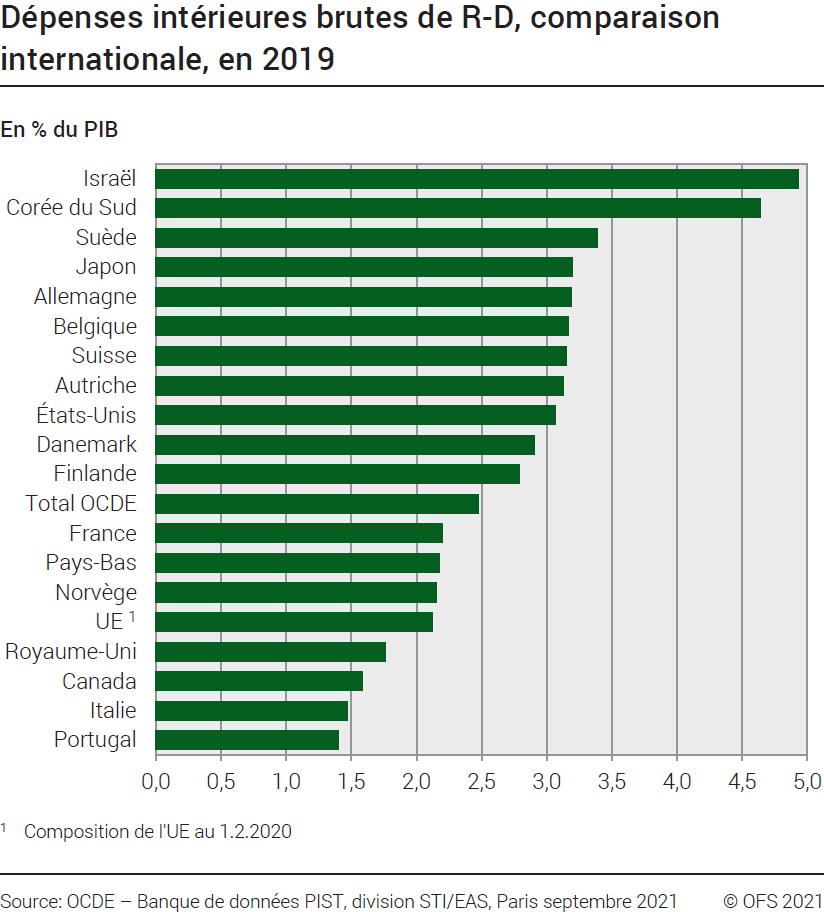 Dépenses intérieures brutes de R-D, comparaison
internationale, en 2019
En % du PIB
Israël
Corée du Sud
Suède
Japon
Allemagne
Belgique
Suisse
Autriche
États-Unis
Danemark
Finlande
Total OCDE
France
Pays-Bas
Norvège
UE ¹
Royaume-Uni
Canada
Italie
Portugal
0,0 0,5 1,0 1,5 2,0 2,5 3,0 3,5 4,0 4,5 5,0
¹ Composition de l'UE au 1.2.2020
Source: OCDE – Banque de données PIST, division STI/EAS, Paris septembre 2021 © OFS 2021